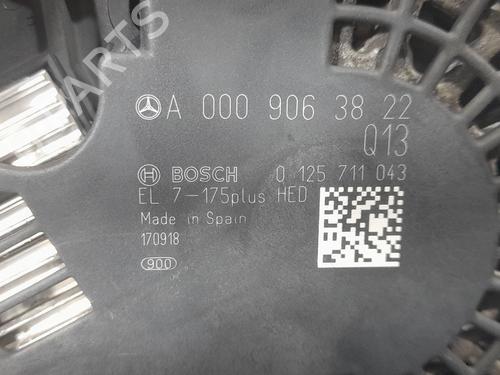 A 000 906 38 22
Q13
BOSCH 0 125 711 043
EL 7-175plus HED
Made in Spain
170918
900
ARTS